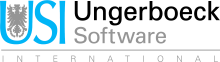 USI Ungerboeck
Software
INTERNATIONAL